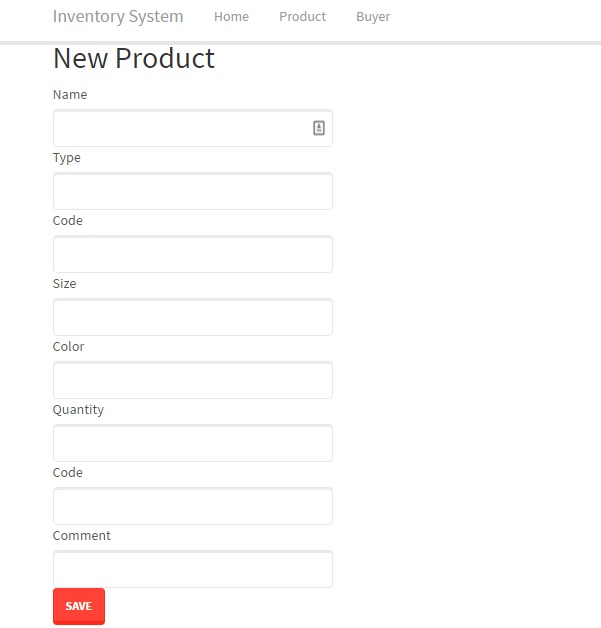 Inventory System Home Product Buyer
New Product
Name
Type
Code
Size
Color
Quantity
Code
Comment
SAVE